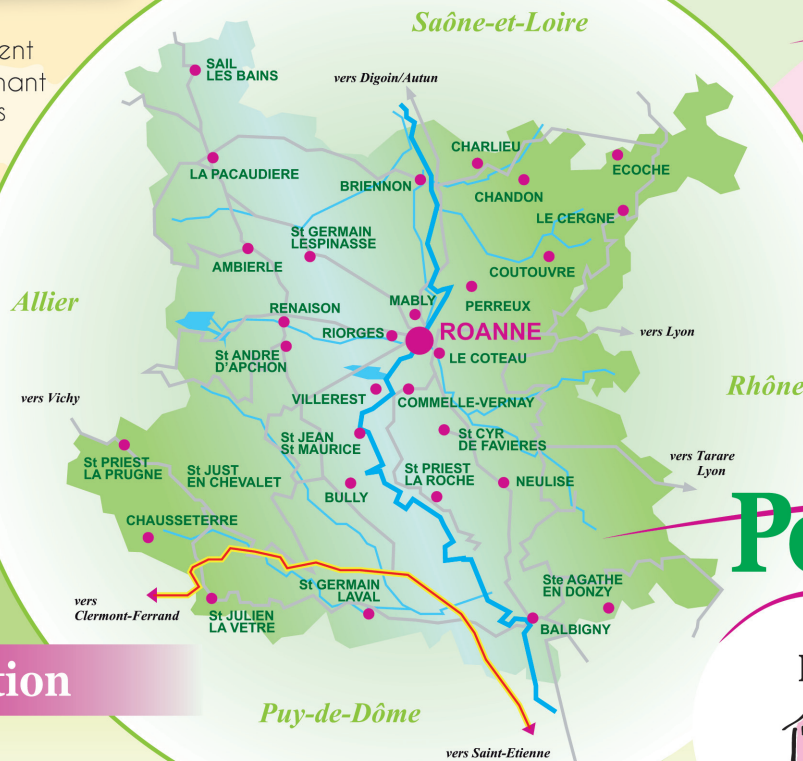 Saône-et-Loire
SAIL
LES BAINS
vers Digoin/Autun
CHARLIEU
ECOCHE
LA PACAUDIERE
BRIENNON
CHANDON
LE CERGNE
St GERMAIN
LESPINASSE
AMBIERLE
COUTOUVRE
Allier
MABLY
PERREUX
RENAISON
RIORGES
ROANNE
vers Lyon
St ANDRE
D'APCHON
LE COTEAU
Rhône
vers Vichy
VILLEREST
COMMELLE-VERNAY
St JEAN
St MAURICE
St CYR
DE FAVIERES
vers Tarare
Lyon
St PRIEST
LA PRUGNE
St JUST
EN CHEVALET
St PRIEST
LA ROCHE
NEULISE
BULLY
CHAUSSETERRE
vers
Clermont-Ferrand
St GERMAIN
LAVAL
Ste AGATHE
EN DONZY
St JULIEN
LA VETRE
BALBIGNY
tion
Puy-de-Dôme
vers Saint-Etienne